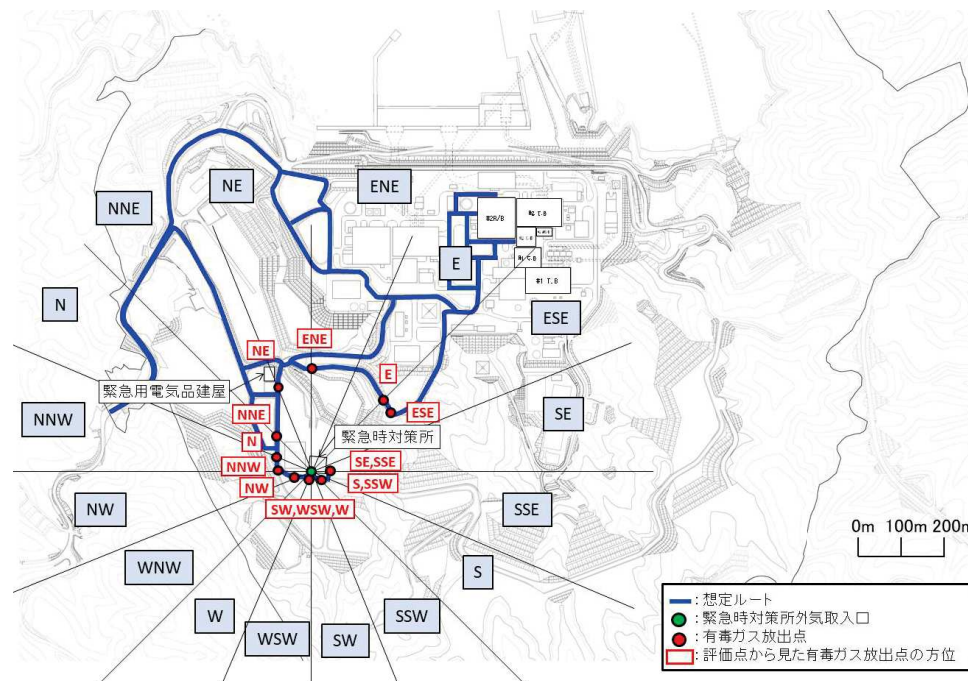 NE
ENE
NNE
#2R/B
#2 T.B
E
#1 T.B
N
ESE
ENE
NE
E
緊急用電気品建屋
NNE
ESE
SE
NNW
N
緊急時対策所
NNW
SE,SSE
NW
S,SSW
NW
SSE
SW,WSW,W
0m 100m 200m
WNW
S
W
SSW
WSW
SW
:想定ルート
:緊急時対策所外気取入口
:有毒ガス放出点
:評価点から見た有毒ガス放出点の方位